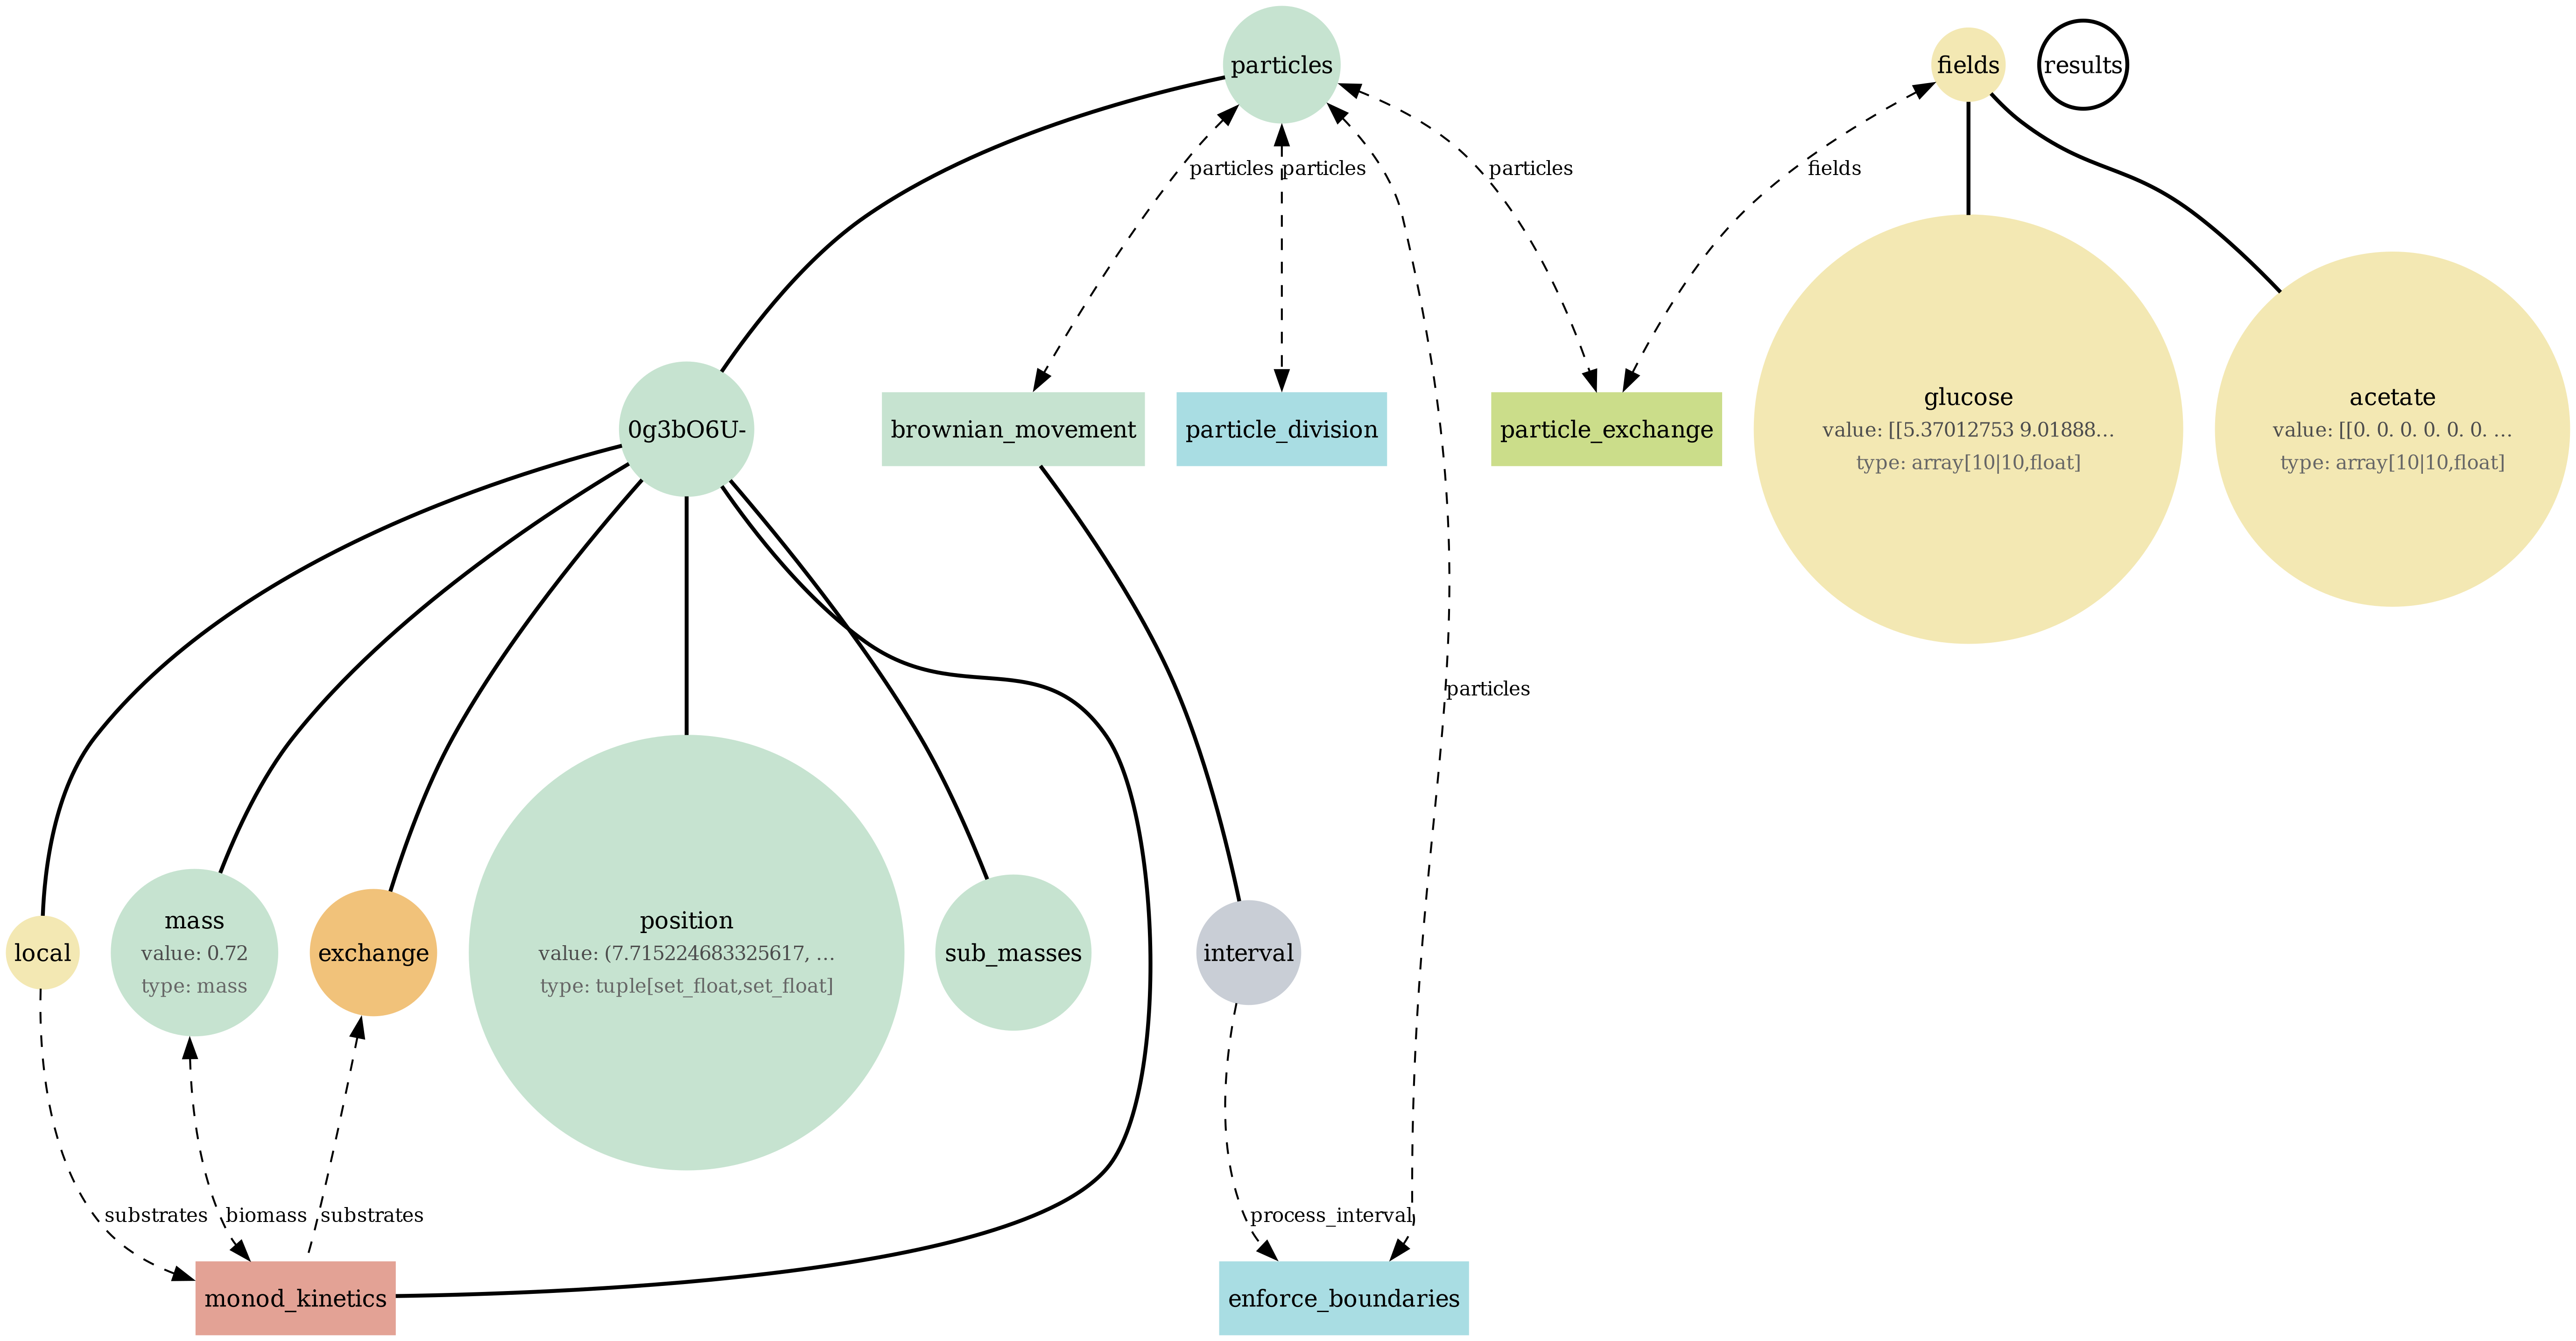 particles
fields
results
particles
particles
particles
fields
0g3bO6U-
brownian_movement
particle_division
particle_exchange
glucose
value: [[5.37012753 9.01888…
type: array[10|10,float]
acetate
value: [[0. 0. 0. 0. 0. 0. …
type: array[10|10,float]
particles
local
mass
value: 0.72
type: mass
exchange
position
value: (7.715224683325617, …
type: tuple[set_float,set_float]
sub_masses
interval
substrates
biomass
substrates
process_interval
monod_kinetics
enforce_boundaries